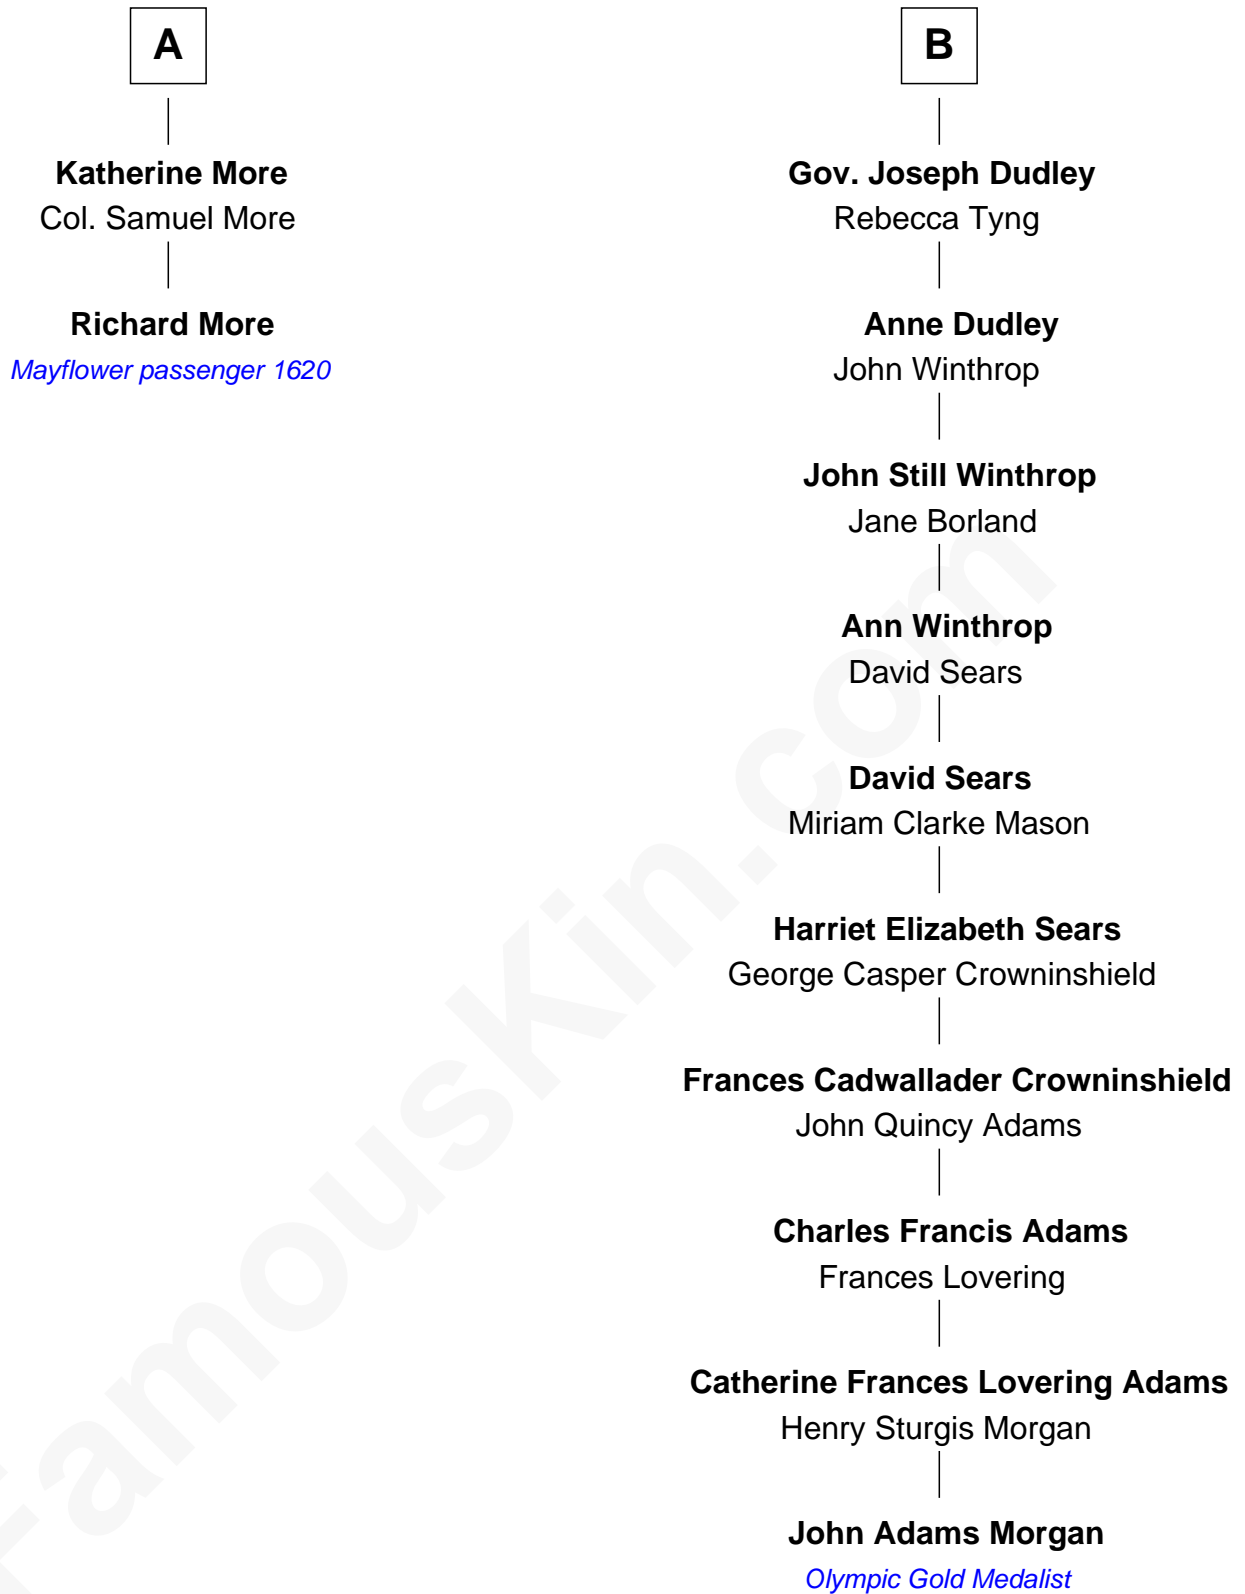 A
Katherine More
Col. Samuel More
Richard More
Mayflower passenger 1620
B
Gov. Joseph Dudley
Rebecca Tyng
Anne Dudley
John Winthrop
John Still Winthrop
Jane Borland
Ann Winthrop
David Sears
David Sears
Miriam Clarke Mason
Harriet Elizabeth Sears
George Casper Crowninshield
Frances Cadwallader Crowninshield
John Quincy Adams
Charles Francis Adams
Frances Lovering
Catherine Frances Lovering Adams
Henry Sturgis Morgan
John Adams Morgan
Olympic Gold Medalist
FamousKin.com